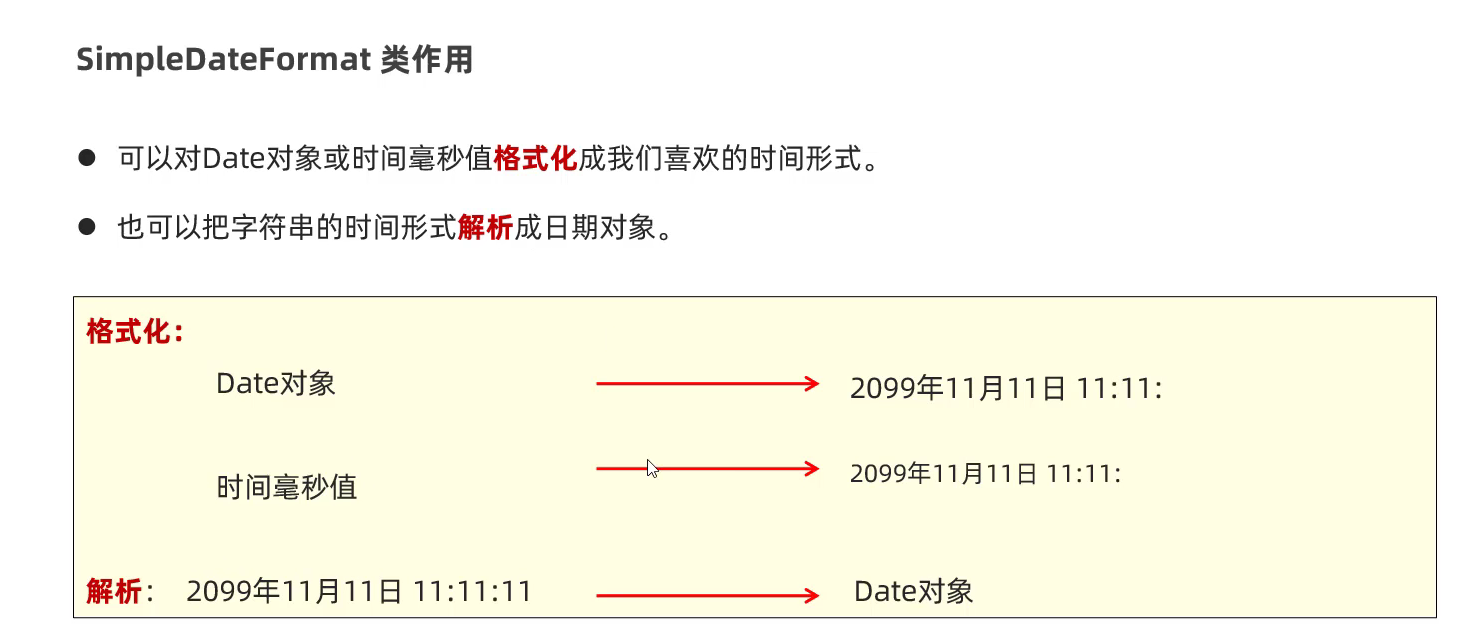 SimpleDateFormat 类作用
● 可以对Date对象或时间毫秒值格式化成我们喜欢的时间形式。
● 也可以把字符串的时间形式解析成日期对象。
格式化：
Date对象 2099年11月11日 11:11:
时间毫秒值 2099年11月11日 11:11:
解析： 2099年11月11日 11:11:11 Date对象